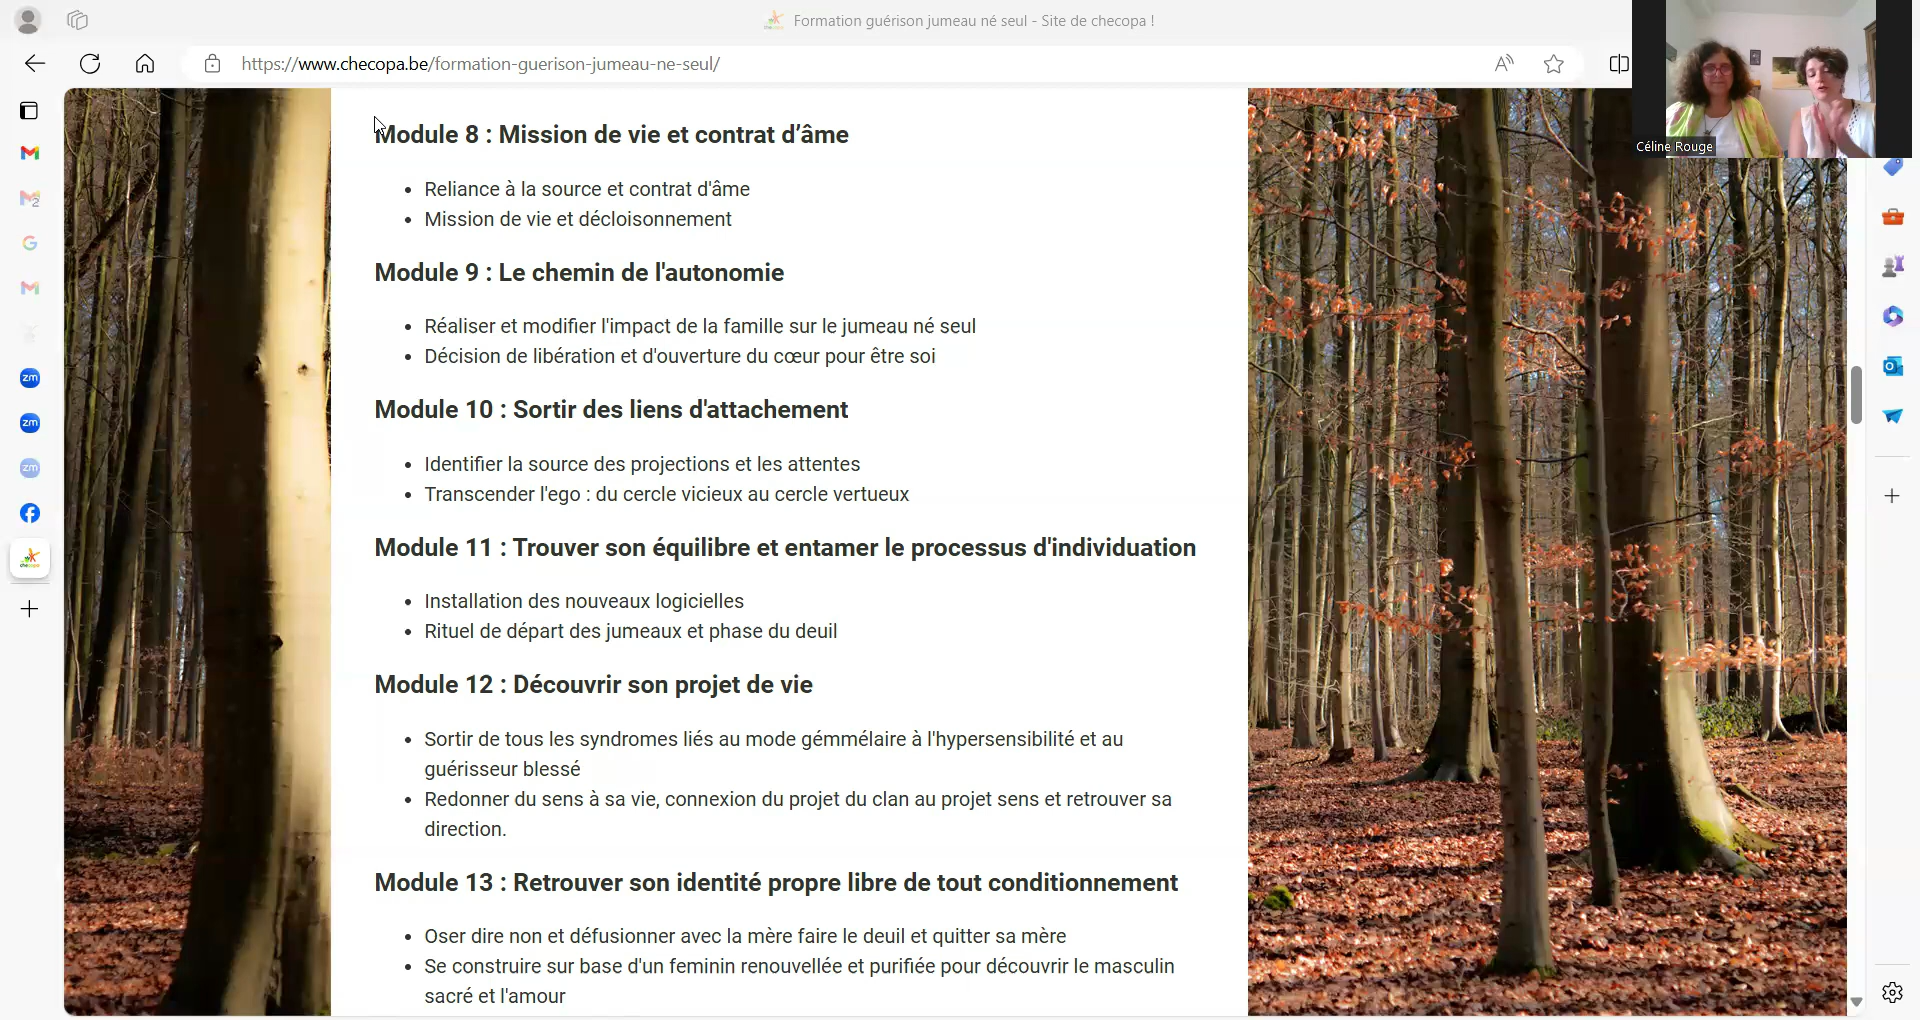 Formation guérison jumeau né seul - Site de checopa !
https://www.checopa.be/formation-guerison-jumeau-ne-seul/
Céline Rouge
Module 8 : Mission de vie et contrat d’âme
Reliance à la source et contrat d'âme
Mission de vie et décloisonnement
Module 9 : Le chemin de l'autonomie
Réaliser et modifier l'impact de la famille sur le jumeau né seul
Décision de libération et d'ouverture du cœur pour être soi
Module 10 : Sortir des liens d'attachement
Identifier la source des projections et les attentes
Transcender l'ego : du cercle vicieux au cercle vertueux
Module 11 : Trouver son équilibre et entamer le processus d'individuation
Installation des nouveaux logicielles
Rituel de départ des jumeaux et phase du deuil
Module 12 : Découvrir son projet de vie
Sortir de tous les syndromes liés au mode gémmélaire à l'hypersensibilité et au
guérisseur blessé
Redonner du sens à sa vie, connexion du projet du clan au projet sens et retrouver sa
direction.
Module 13 : Retrouver son identité propre libre de tout conditionnement
Oser dire non et défusionner avec la mère faire le deuil et quitter sa mère
Se construire sur base d'un feminin renouvellée et purifiée pour découvrir le masculin
sacré et l'amour
zm
zm
zm